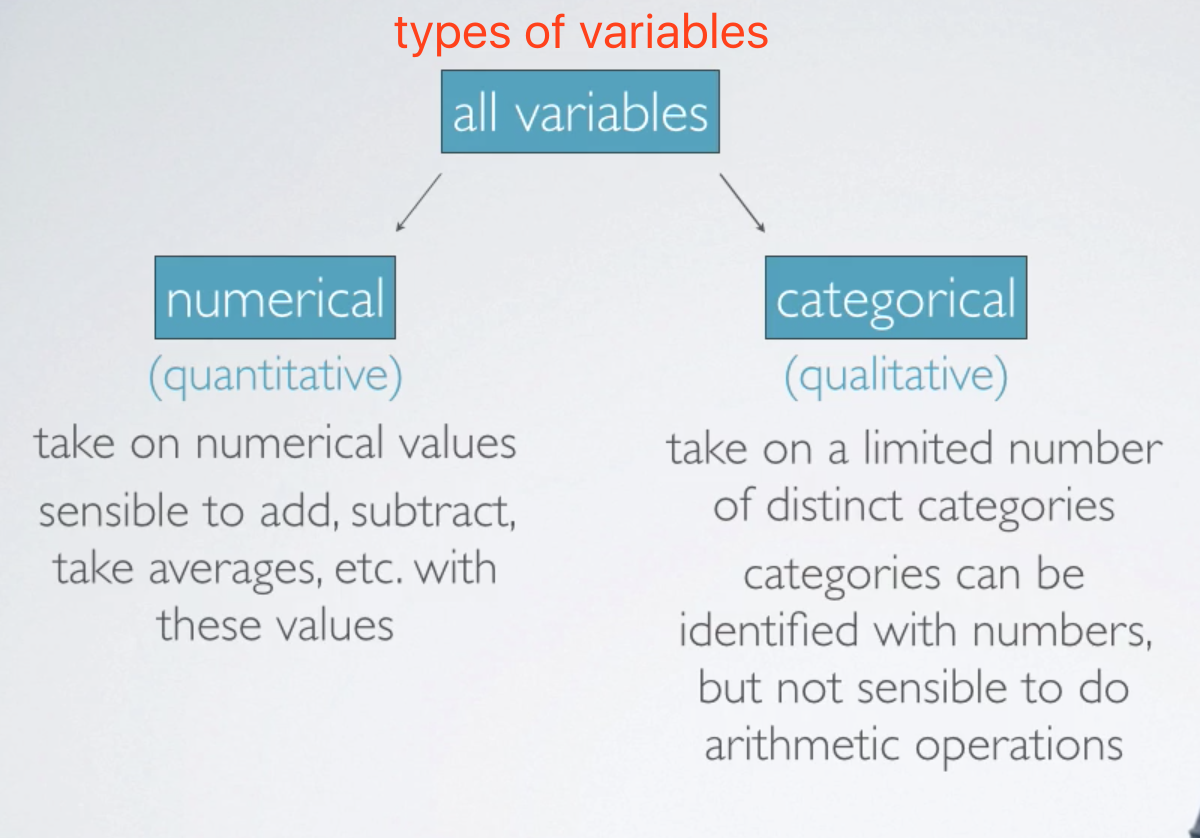 types of variables
all variables
numerical
(quantitative)
take on numerical values
sensible to add, subtract,
take averages, etc. with
these values
categorical
(qualitative)
take on a limited number
of distinct categories
categories can be
identified with numbers,
but not sensible to do
arithmetic operations